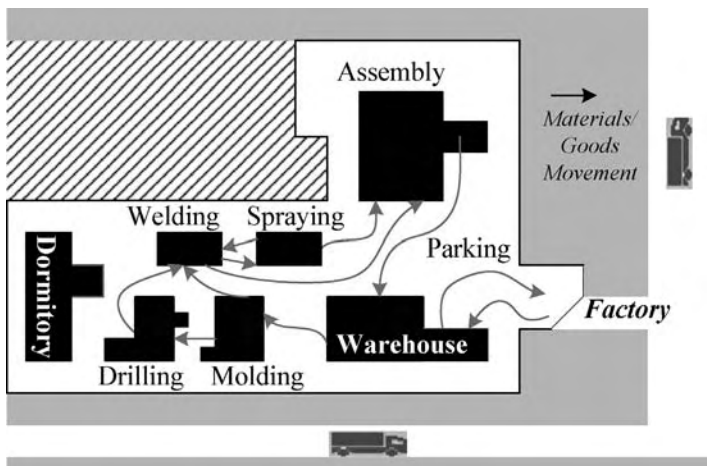 Assembly
Materials/
Goods
Movement
Welding
Spraying
Parking
Dormitory
Factory
Warehouse
Drilling
Molding